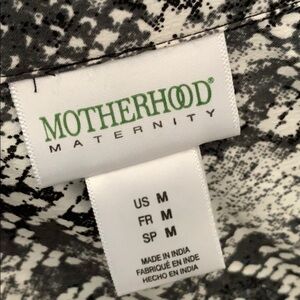 MOTHERHOOD®
MATERNITY
US M
FR M
SP M
MADE IN INDIA
FABRIQUÉ EN INDE
HECHO EN INDIA